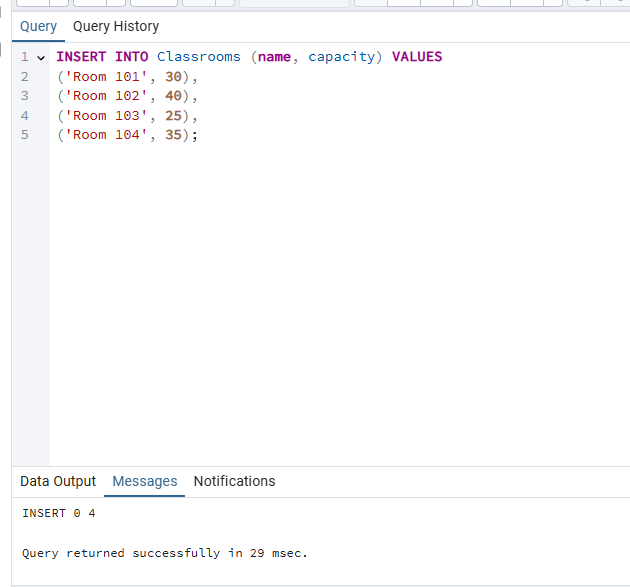 Query Query History
1 INSERT INTO Classrooms (name, capacity) VALUES
2 ('Room 101', 30),
3 ('Room 102', 40),
4 ('Room 103', 25),
5 ('Room 104', 35);
Data Output Messages Notifications
INSERT 0 4
Query returned successfully in 29 msec.